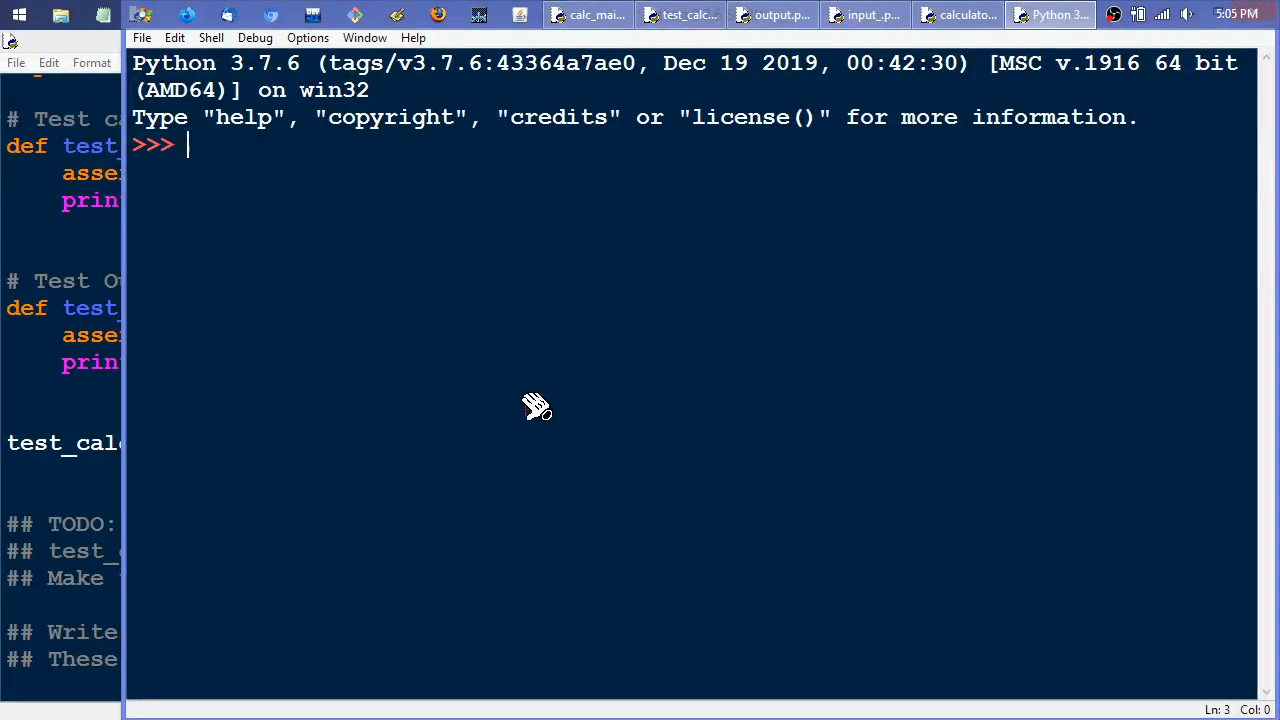 calc_mai...
test_calc...
output.p...
input_.p...
calculato...
Python 3...
5:05 PM
File Edit Format
File Edit Shell Debug Options Window Help
# Test ca
def test_
asse
prin
# Test Ou
def test_
asse
prin
test_calc
## TODO:
## test_
## Make
## Write
## These
Python 3.7.6 (tags/v3.7.6:43364a7ae0, Dec 19 2019, 00:42:30) [MSC v.1916 64 bit
(AMD64)] on win32
Type "help", "copyright", "credits" or "license()" for more information.
>>>
Ln: 3 Col: 0